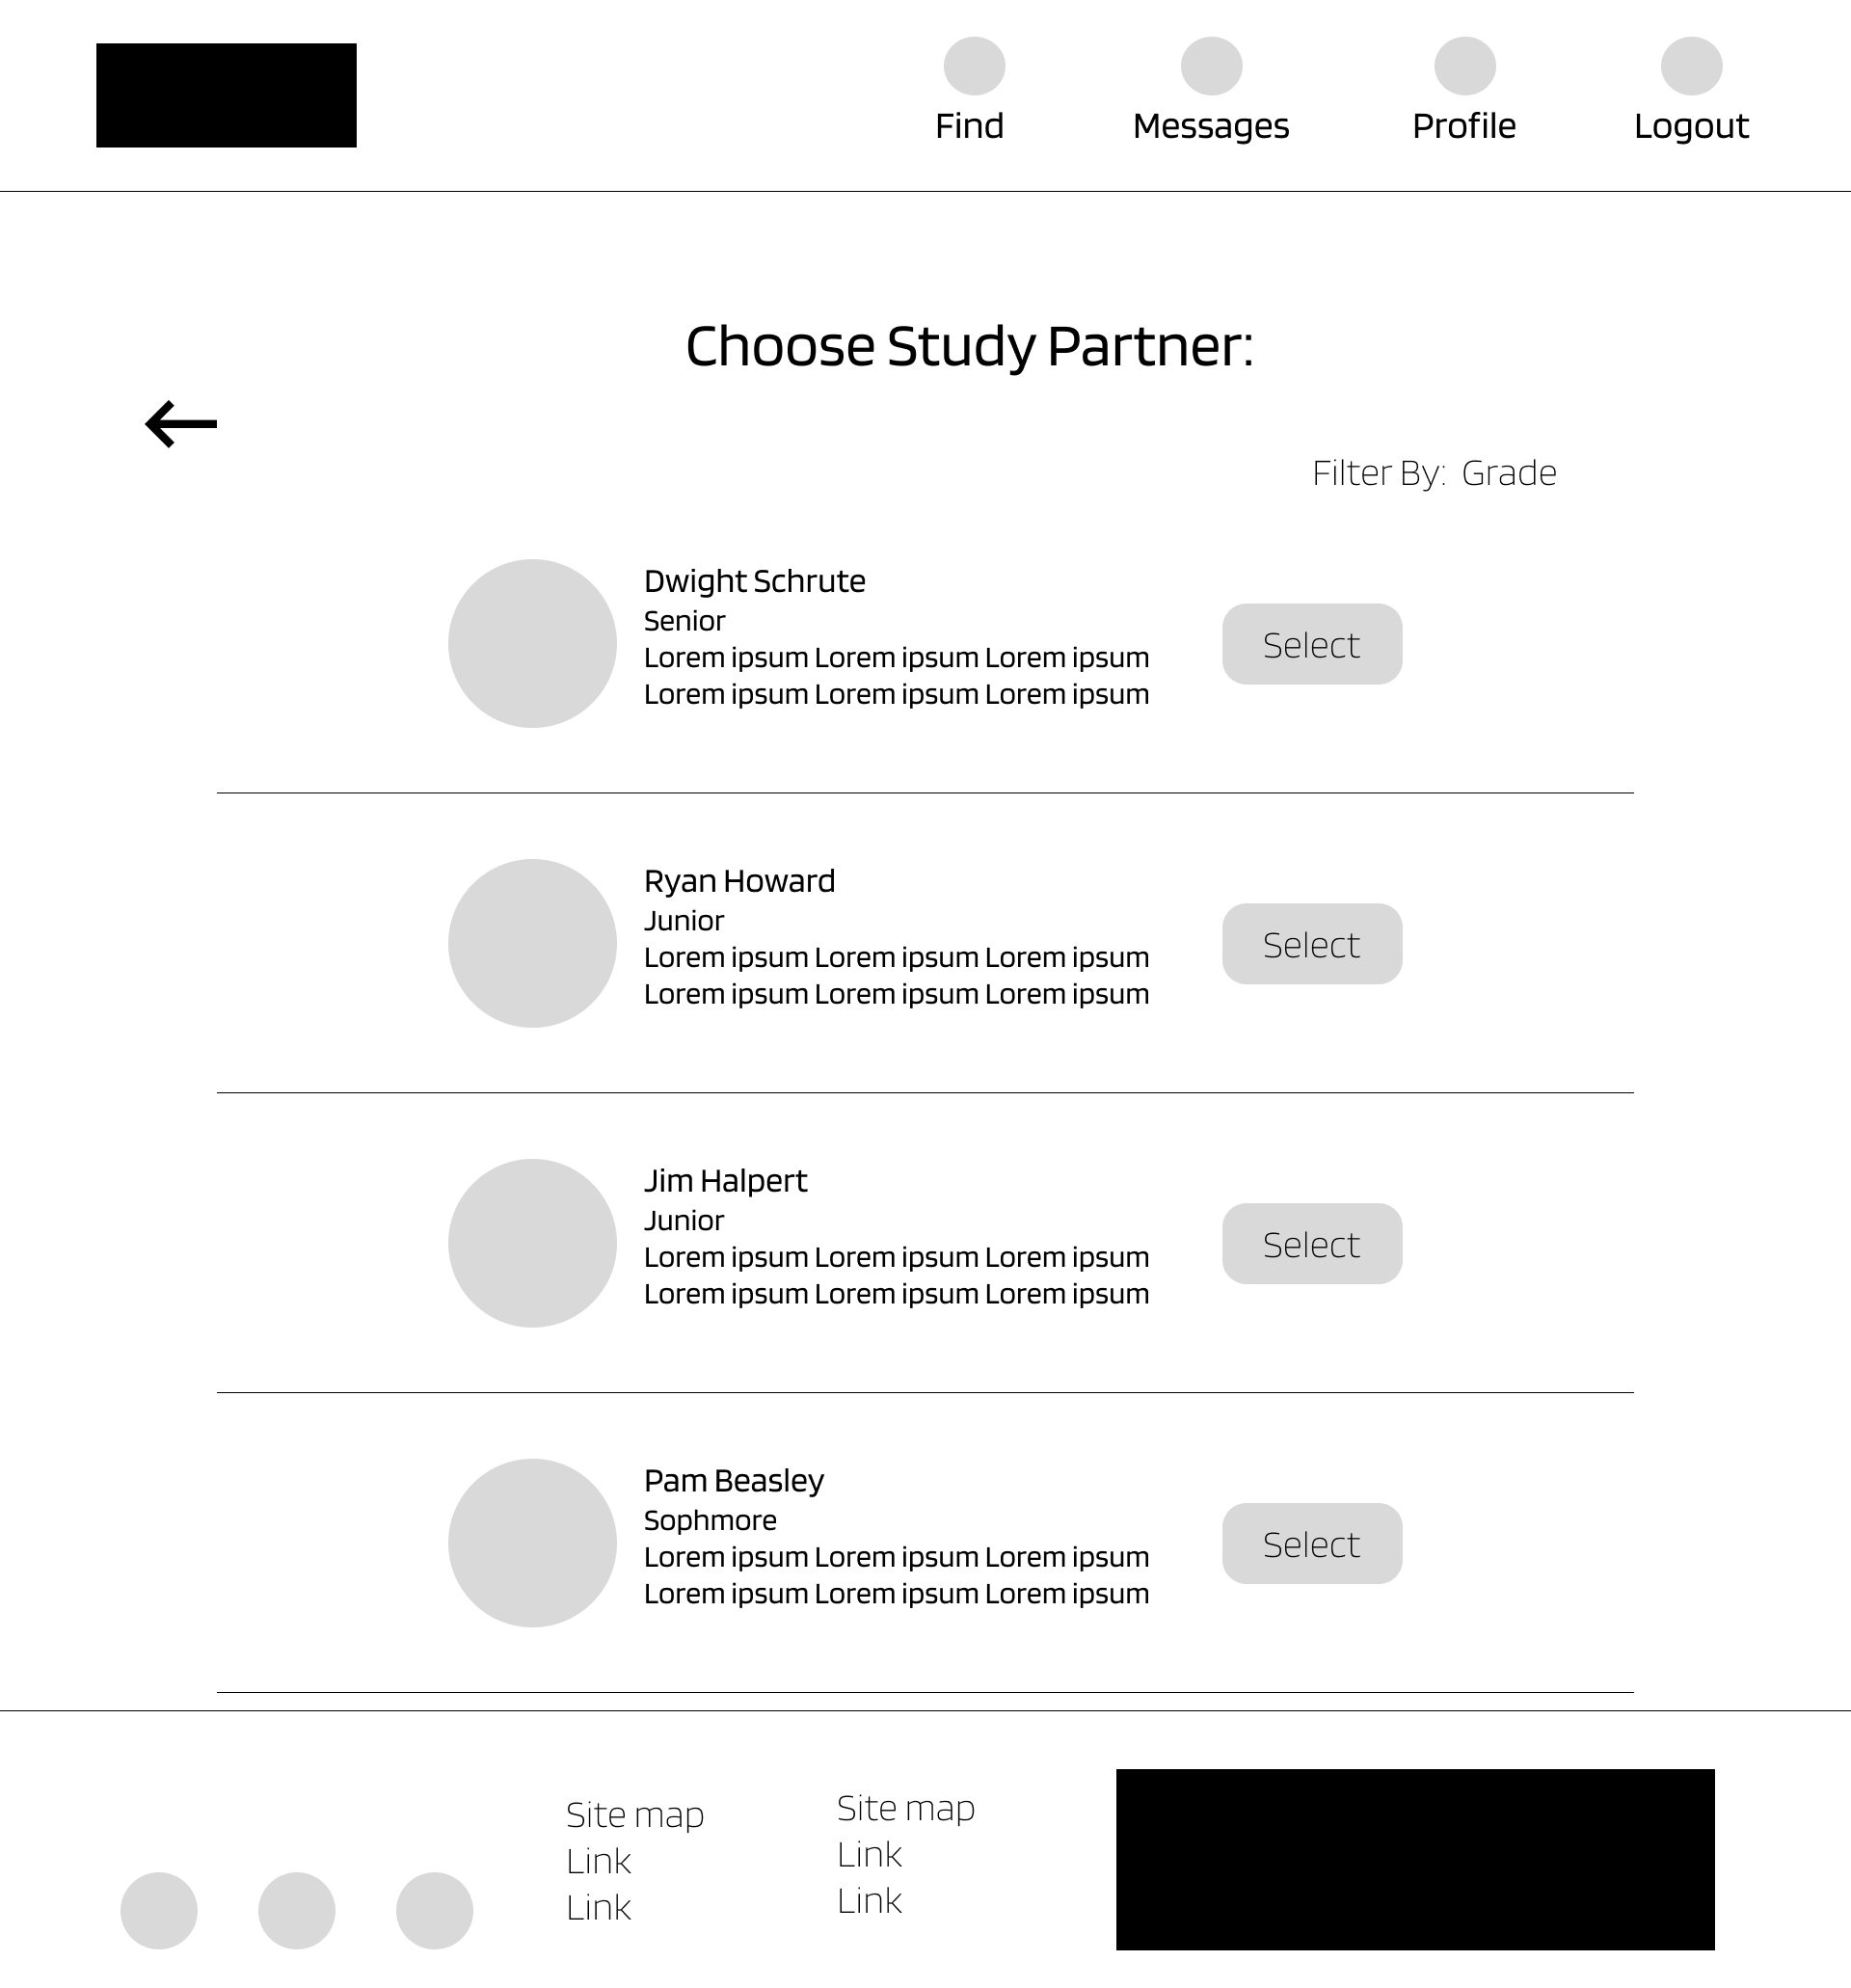 Find Messages Profile Logout
Choose Study Partner:
Filter By: Grade
Dwight Schrute
Senior
Lorem ipsum Lorem ipsum Lorem ipsum
Lorem ipsum Lorem ipsum Lorem ipsum
Select
Ryan Howard
Junior
Lorem ipsum Lorem ipsum Lorem ipsum
Lorem ipsum Lorem ipsum Lorem ipsum
Select
Jim Halpert
Junior
Lorem ipsum Lorem ipsum Lorem ipsum
Lorem ipsum Lorem ipsum Lorem ipsum
Select
Pam Beasley
Sophmore
Lorem ipsum Lorem ipsum Lorem ipsum
Lorem ipsum Lorem ipsum Lorem ipsum
Select
Site map
Link
Link
Site map
Link
Link